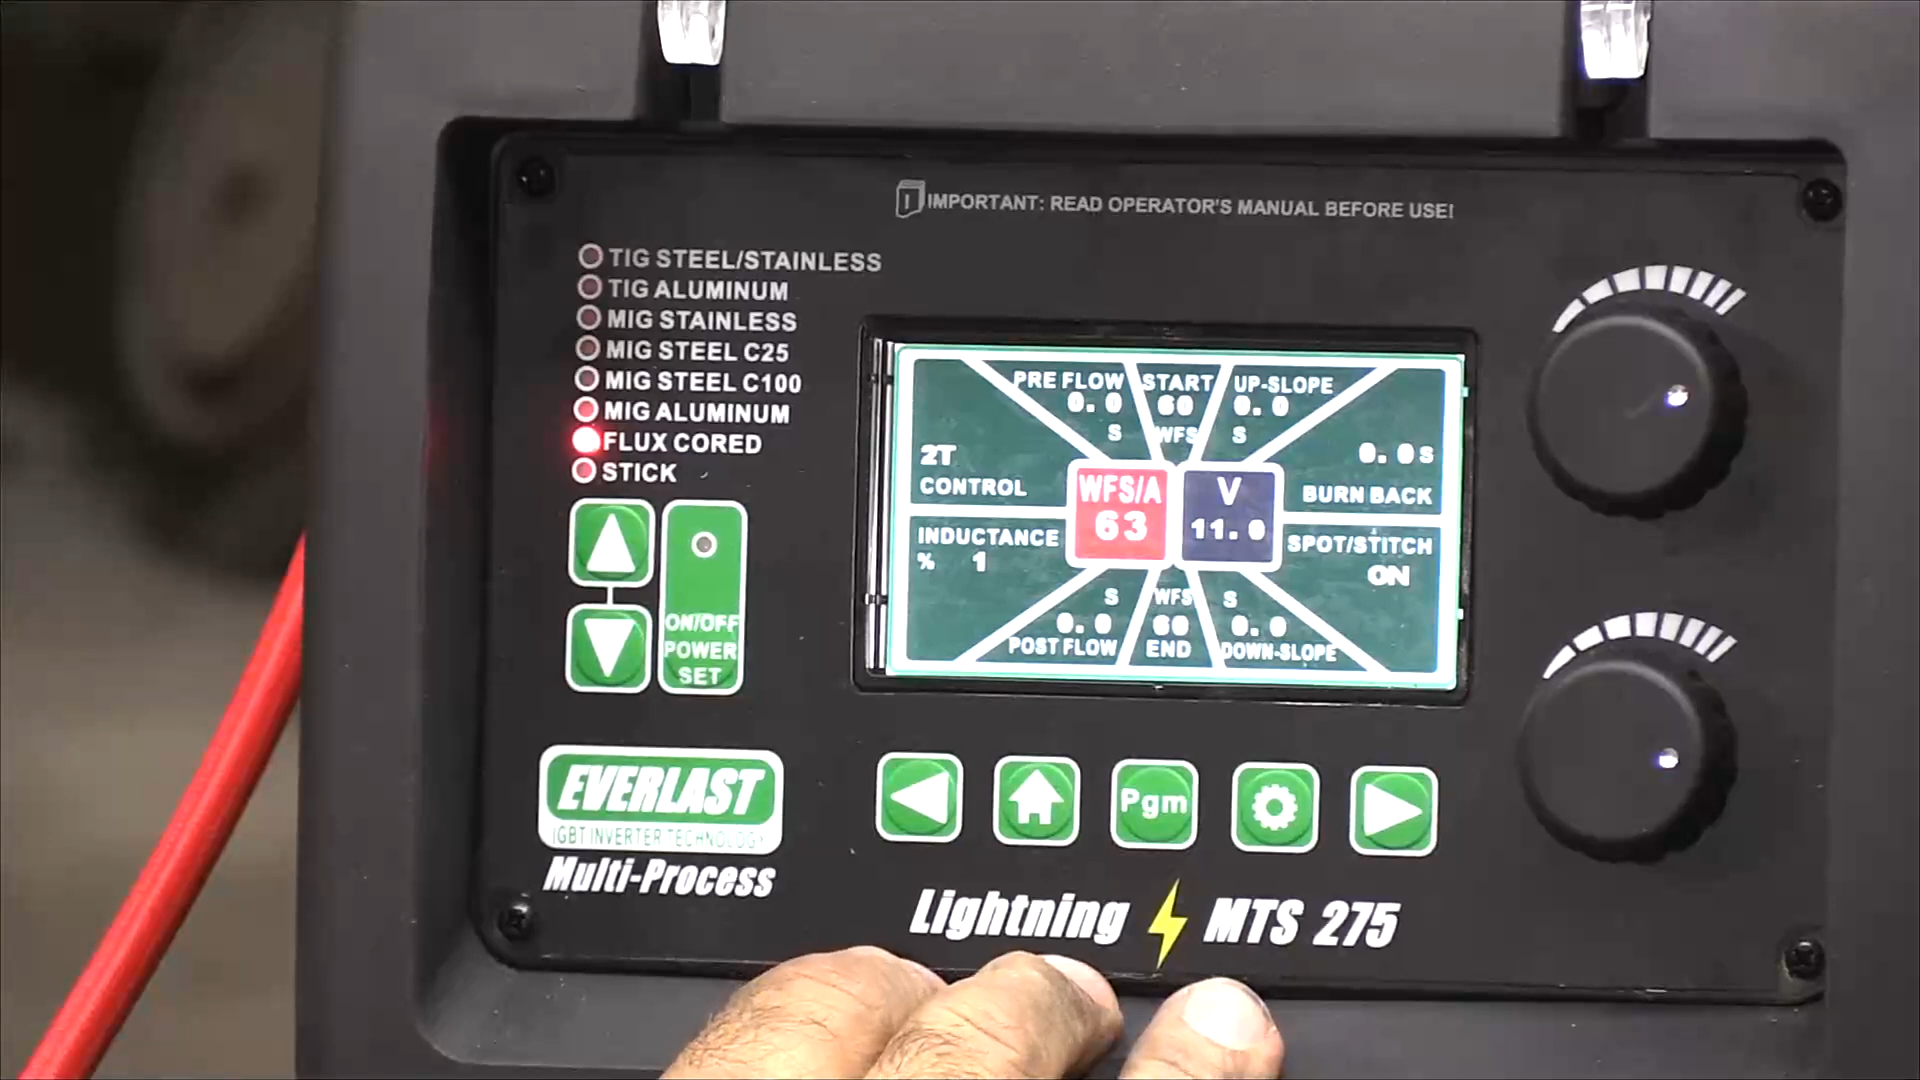 IMPORTANT: READ OPERATOR'S MANUAL BEFORE USE!
TIG STEEL/STAINLESS
TIG ALUMINUM
MIG STAINLESS
MIG STEEL C25
MIG STEEL C100
MIG ALUMINUM
FLUX CORED
STICK
ON/OFF
POWER
SET
PRE FLOW
0.0
S
START
60
WFS
UP-SLOPE
0.0
S
2T
CONTROL
0.0S
BURN BACK
WFS/A
63
V
11.0
INDUCTANCE
% 1
SPOT/STITCH
ON
S
0.0
POST FLOW
WFS
60
END
S
0.0
DOWN-SLOPE
EVERLAST
IGBT INVERTER TECHNOLOGY
Multi-Process
Pgm
Lightning MTS 275